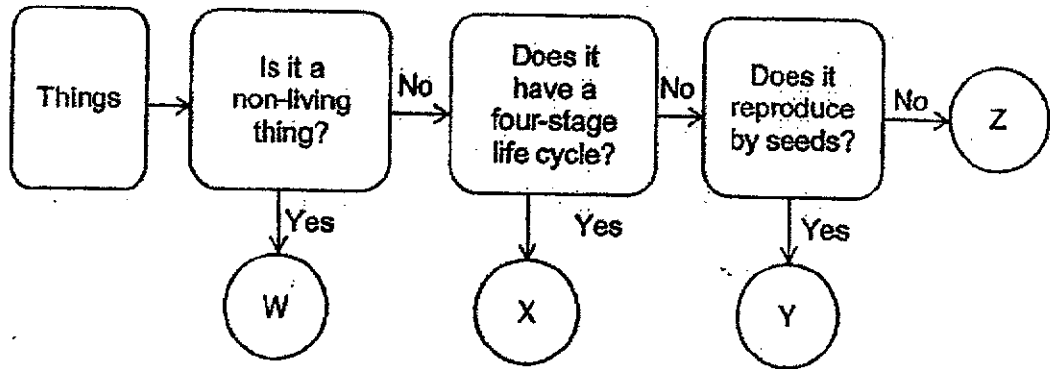 Things
Is it a
non-living
thing?
No
Does it
have a
four-stage
life cycle?
No
Does it
reproduce
by seeds?
No
Z
Yes
W
Yes
X
Yes
Y